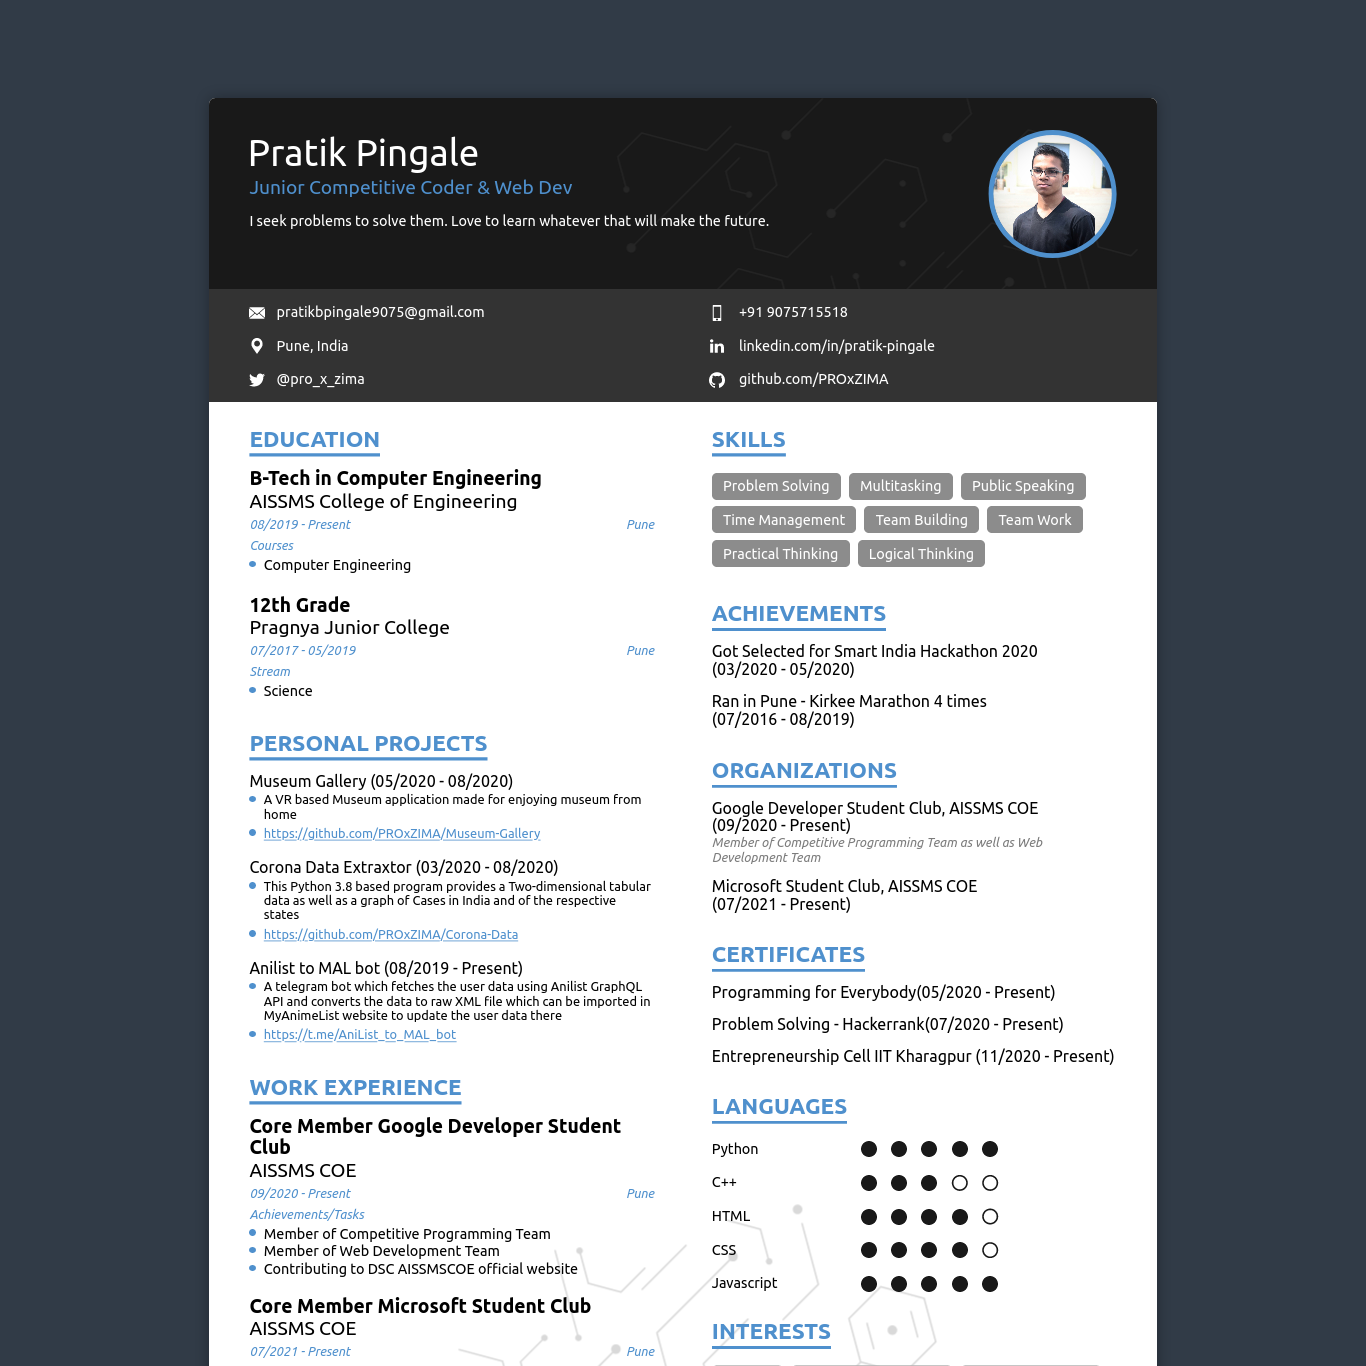 Pratik Pingale
Junior Competitive Coder & Web Dev
I seek problems to solve them. Love to learn whatever that will make the future.
pratikbpingale9075@gmail.com
+91 9075715518
Pune, India
linkedin.com/in/pratik-pingale
@pro_x_zima
github.com/PROxZIMA
EDUCATION
B-Tech in Computer Engineering
AISSMS College of Engineering
08/2019 - Present Pune
Courses
Computer Engineering
12th Grade
Pragnya Junior College
07/2017 - 05/2019 Pune
Stream
Science
PERSONAL PROJECTS
Museum Gallery (05/2020 - 08/2020)
A VR based Museum application made for enjoying museum from
home
https://github.com/PROxZIMA/Museum-Gallery
Corona Data Extraxtor (03/2020 - 08/2020)
This Python 3.8 based program provides a Two-dimensional tabular
data as well as a graph of Cases in India and of the respective
states
https://github.com/PROxZIMA/Corona-Data
Anilist to MAL bot (08/2019 - Present)
A telegram bot which fetches the user data using Anilist GraphQL
API and converts the data to raw XML file which can be imported in
MyAnimeList website to update the user data there
https://t.me/AniList_to_MAL_bot
WORK EXPERIENCE
Core Member Google Developer Student
Club
AISSMS COE
09/2020 - Present Pune
Achievements/Tasks
Member of Competitive Programming Team
Member of Web Development Team
Contributing to DSC AISSMSCOE official website
Core Member Microsoft Student Club
AISSMS COE
07/2021 - Present Pune
SKILLS
Problem Solving Multitasking Public Speaking
Time Management Team Building Team Work
Practical Thinking Logical Thinking
ACHIEVEMENTS
Got Selected for Smart India Hackathon 2020
(03/2020 - 05/2020)
Ran in Pune - Kirkee Marathon 4 times
(07/2016 - 08/2019)
ORGANIZATIONS
Google Developer Student Club, AISSMS COE
(09/2020 - Present)
Member of Competitive Programming Team as well as Web
Development Team
Microsoft Student Club, AISSMS COE
(07/2021 - Present)
CERTIFICATES
Programming for Everybody(05/2020 - Present)
Problem Solving - Hackerrank(07/2020 - Present)
Entrepreneurship Cell IIT Kharagpur (11/2020 - Present)
LANGUAGES
Python
C++
HTML
CSS
Javascript
INTERESTS